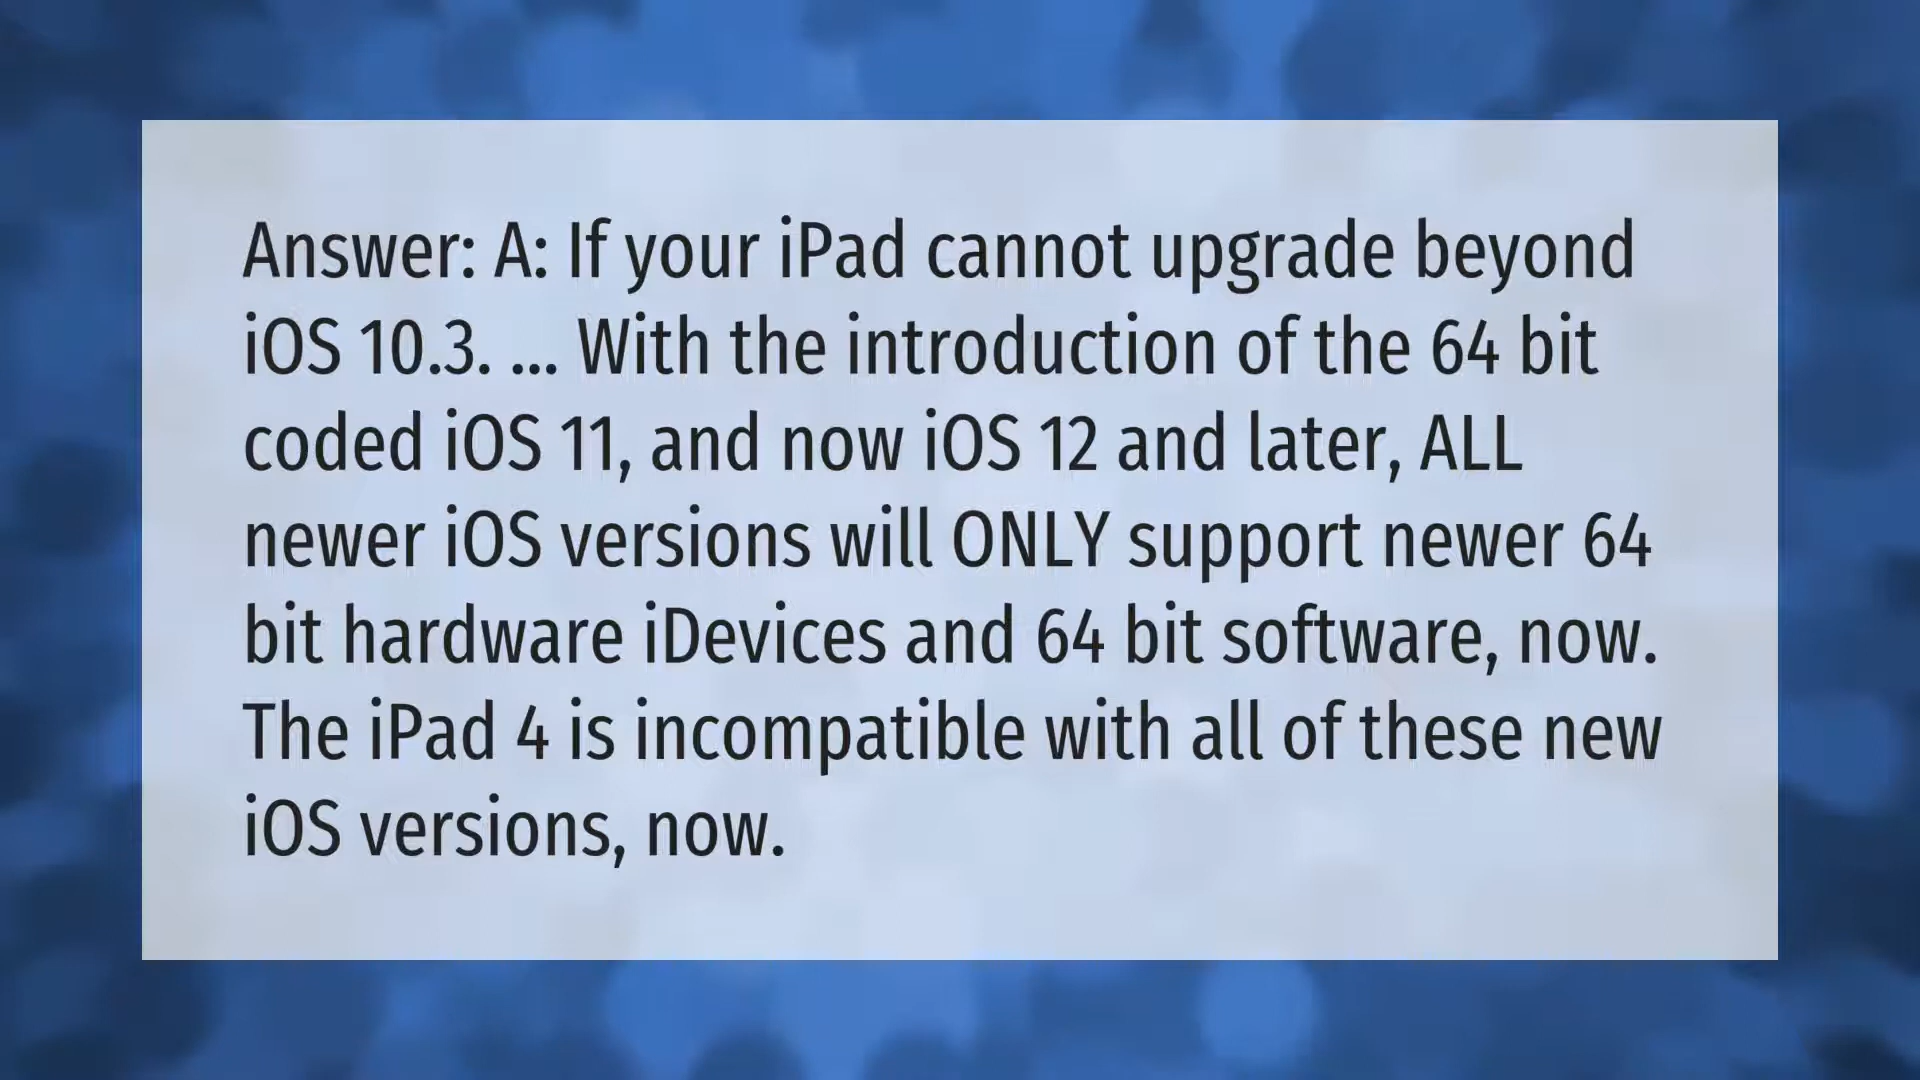 Answer: A: If your iPad cannot upgrade beyond
iOS 10.3. ... With the introduction of the 64 bit
coded iOS 11, and now iOS 12 and later, ALL
newer iOS versions will ONLY support newer 64
bit hardware iDevices and 64 bit software, now.
The iPad 4 is incompatible with all of these new
iOS versions, now.